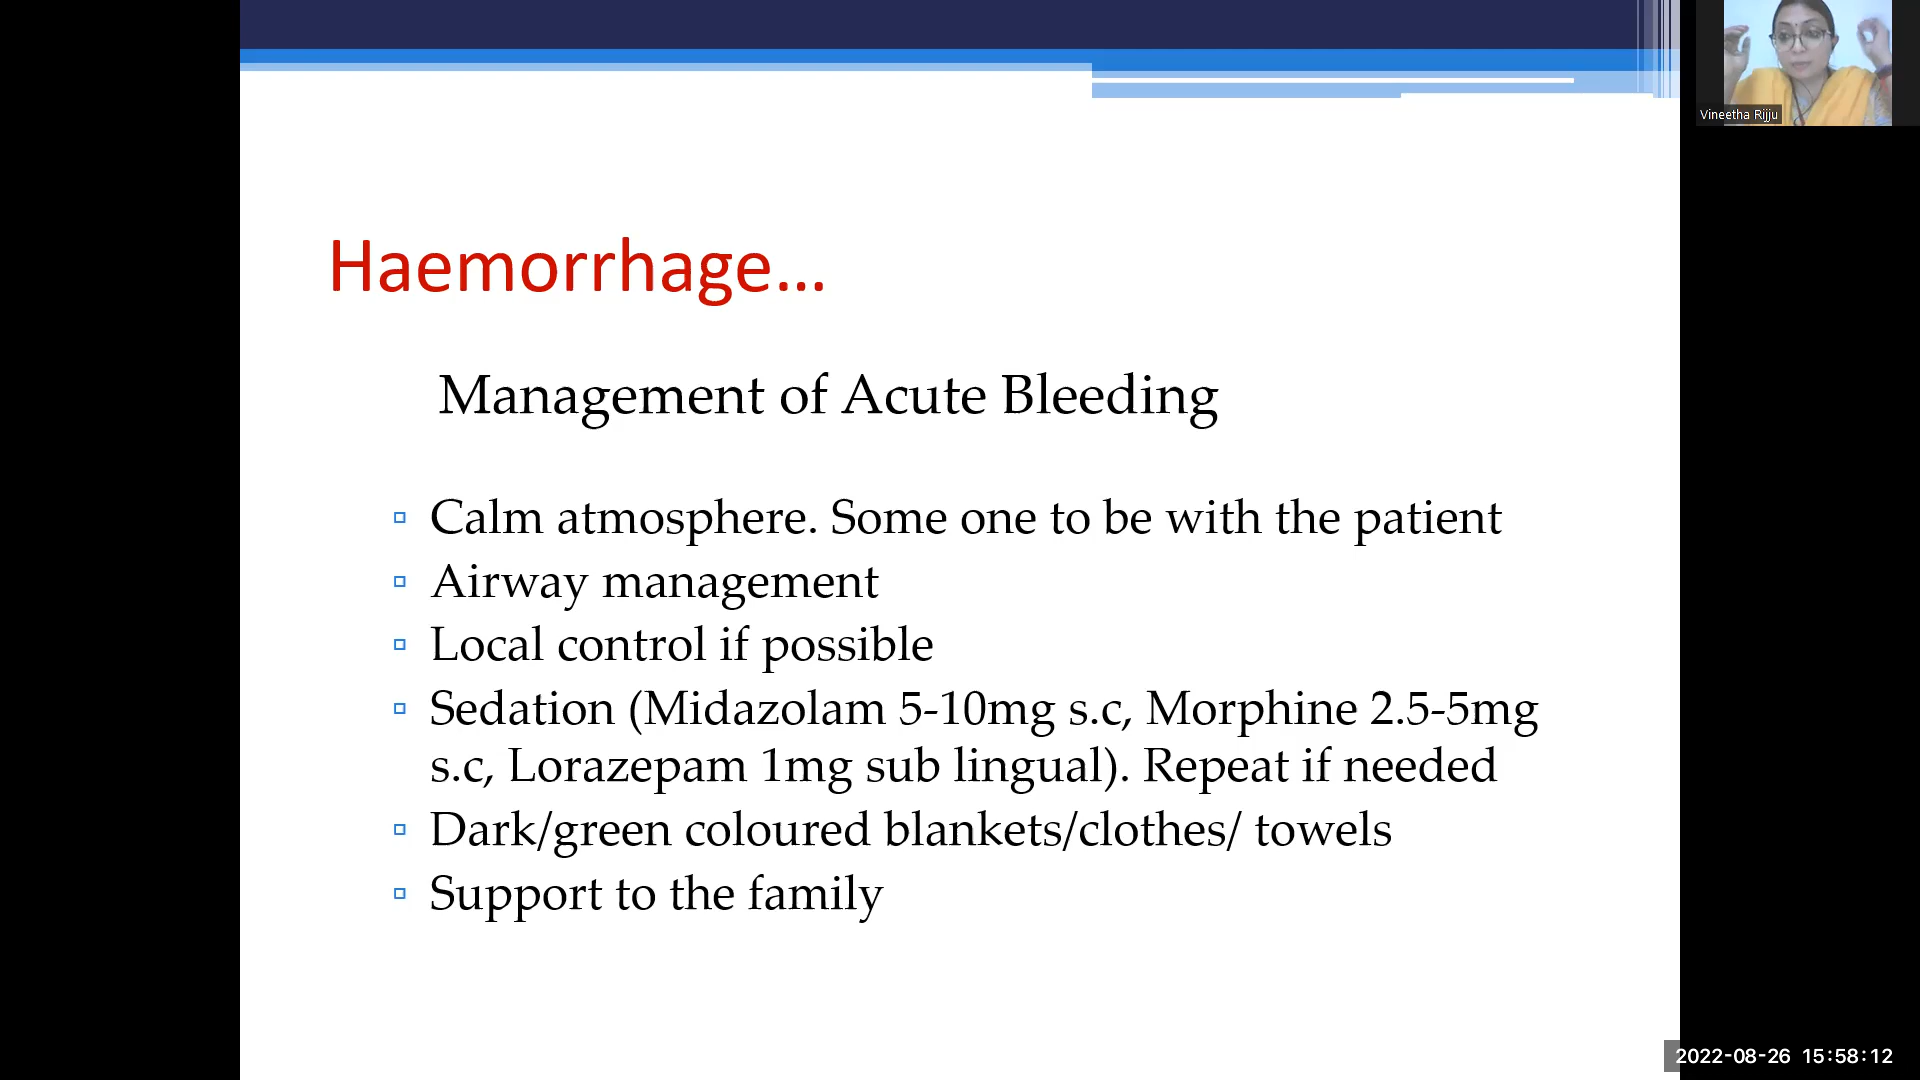 Vineetha Rijju
Haemorrhage...
Management of Acute Bleeding
Calm atmosphere. Some one to be with the patient
Airway management
Local control if possible
Sedation (Midazolam 5-10mg s.c, Morphine 2.5-5mg
s.c, Lorazepam 1mg sub lingual). Repeat if needed
Dark/green coloured blankets/clothes/ towels
Support to the family
2022-08-26 15:58:12